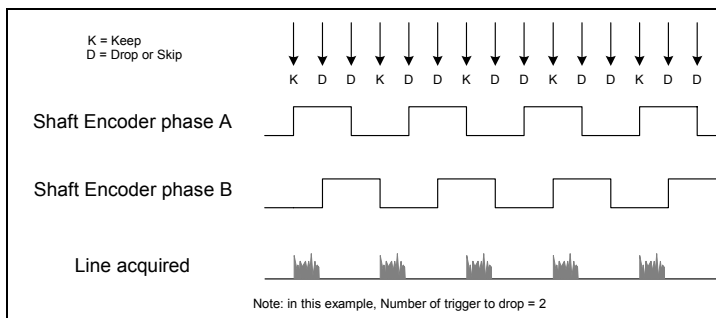 K = Keep
D = Drop or Skip
K D D K D D K D D K D D K D D
Shaft Encoder phase A
Shaft Encoder phase B
Line acquired
Note: in this example, Number of trigger to drop = 2